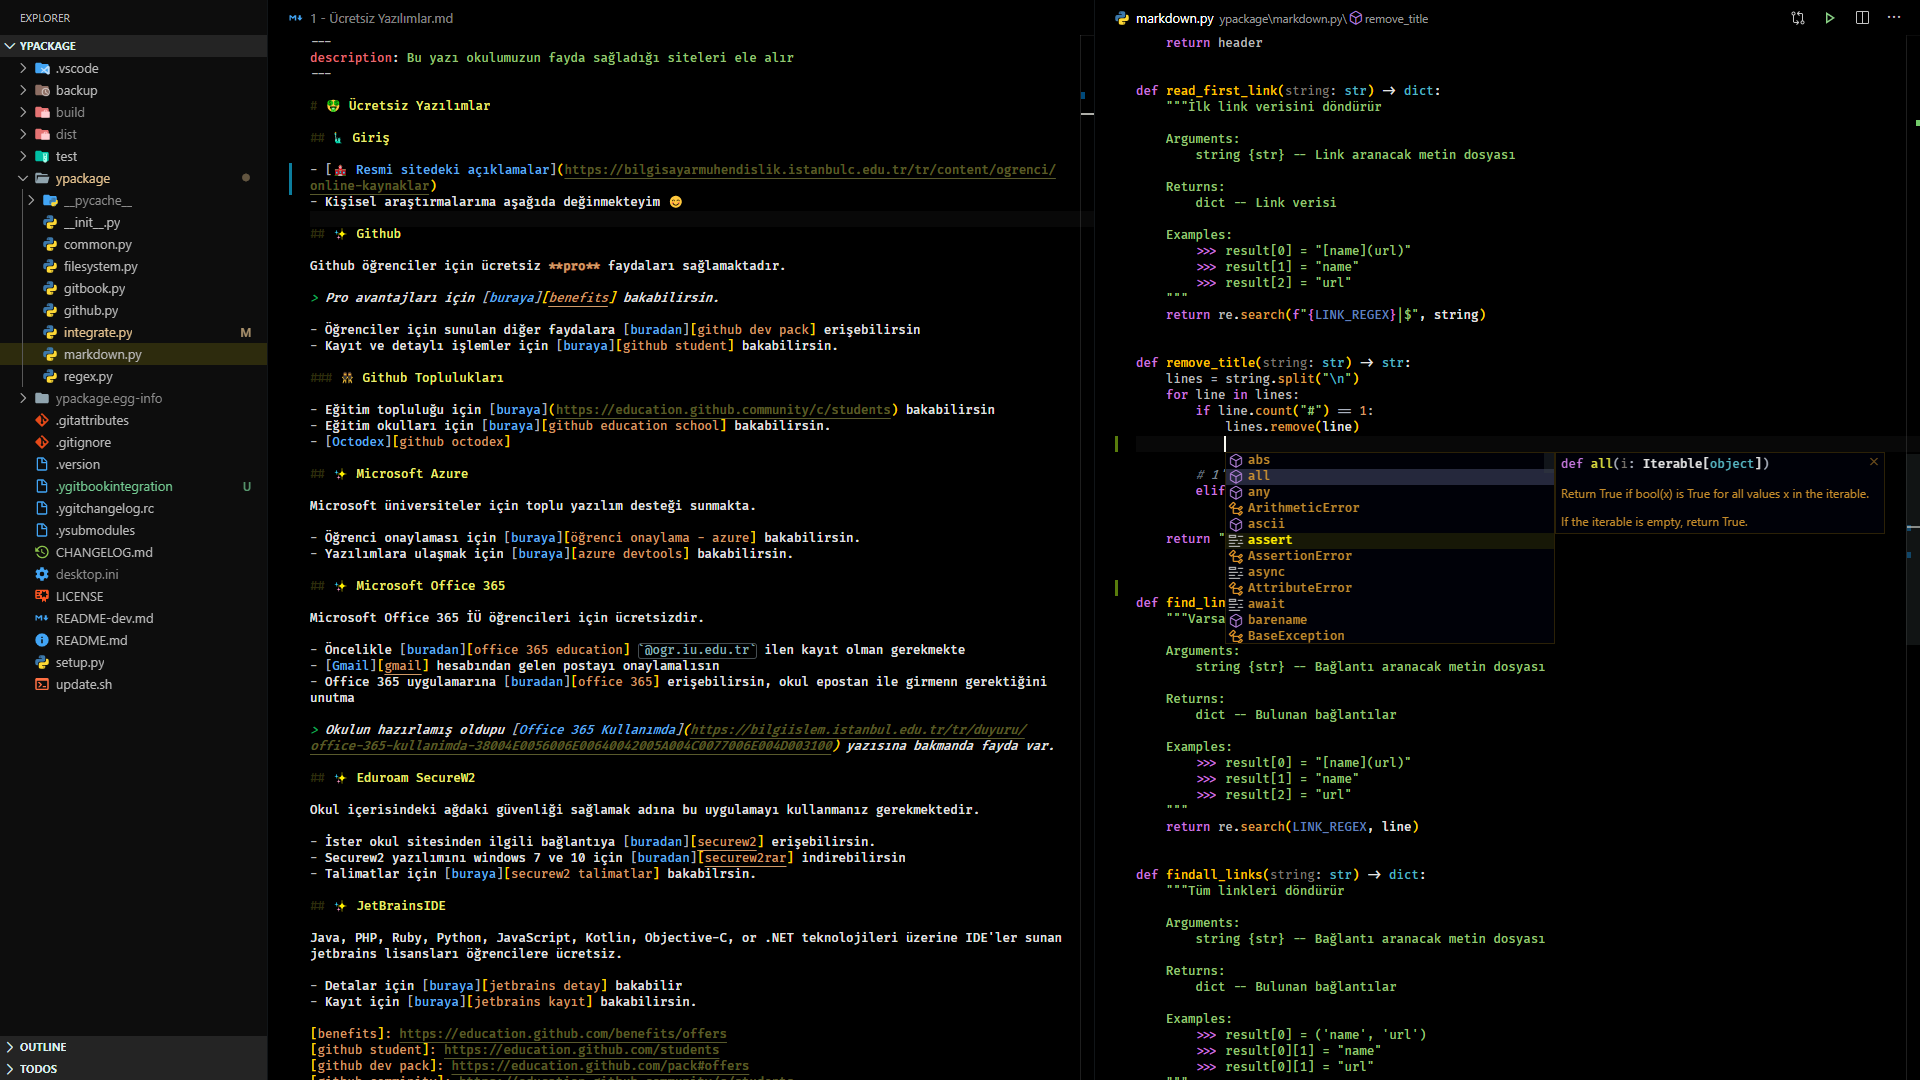 EXPLORER
YPACKAGE
.vscode
backup
build
dist
test
ypackage
__pycache__
__init__.py
common.py
filesystem.py
gitbook.py
github.py
integrate.py M
markdown.py
regex.py
ypackage.egg-info
.gitattributes
.gitignore
.version
.ygitbookintegration U
.ygitchangelog.rc
.ysubmodules
CHANGELOG.md
desktop.ini
LICENSE
README-dev.md
README.md
setup.py
update.sh
OUTLINE
TODOS
1 - Ücretsiz Yazılımlar.md
---
description: Bu yazı okulumuzun fayda sağladığı siteleri ele alır
---
# 🤑 Ücretsiz Yazılımlar
## 🗽 Giriş
- [🏰 Resmi sitedeki açıklamalar](https://bilgisayarmuhendislik.istanbulc.edu.tr/tr/content/ogrenci/
online-kaynaklar)
- Kişisel araştırmalarıma aşağıda değinmekteyim 😊
## ✨ Github
Github öğrenciler için ücretsiz **pro** faydaları sağlamaktadır.
> Pro avantajları için [buraya][benefits] bakabilirsin.
- Öğrenciler için sunulan diğer faydalara [buradan][github dev pack] erişebilirsin
- Kayıt ve detaylı işlemler için [buraya][github student] bakabilirsin.
### 👯 Github Toplulukları
- Eğitim topluluğu için [buraya](https://education.github.community/c/students) bakabilirsin
- Eğitim okulları için [buraya][github education school] bakabilirsin.
- [Octodex][github octodex]
## ✨ Microsoft Azure
Microsoft üniversiteler için toplu yazılım desteği sunmakta.
- Öğrenci onaylaması için [buraya][öğrenci onaylama - azure] bakabilirsin.
- Yazılımlara ulaşmak için [buraya][azure devtools] bakabilirsin.
## ✨ Microsoft Office 365
Microsoft Office 365 İÜ öğrencileri için ücretsizdir.
- Öncelikle [buradan][office 365 education] `@ogr.iu.edu.tr` ilen kayıt olman gerekmekte
- [Gmail][gmail] hesabından gelen postayı onaylamalısın
- Office 365 uygulamarına [buradan][office 365] erişebilirsin, okul epostan ile girmenn gerektiğini
unutma
> Okulun hazırlamış oldupu [Office 365 Kullanımda](https://bilgiislem.istanbul.edu.tr/tr/duyuru/
office-365-kullanimda-38004E0056006E00640042005A004C0077006E004D003100) yazısına bakmanda fayda var.
## ✨ Eduroam SecureW2
Okul içerisindeki ağdaki güvenliği sağlamak adına bu uygulamayı kullanmanız gerekmektedir.
- İster okul sitesinden ilgili bağlantıya [buradan][securew2] erişebilirsin.
- Securew2 yazılımını windows 7 ve 10 için [buradan][securew2rar] indirebilirsin
- Talimatlar için [buraya][securew2 talimatlar] bakabilrsin.
## ✨ JetBrainsIDE
Java, PHP, Ruby, Python, JavaScript, Kotlin, Objective-C, or .NET teknolojileri üzerine IDE'ler sunan
jetbrains lisansları öğrencilere ücretsiz.
- Detalar için [buraya][jetbrains detay] bakabilir
- Kayıt için [buraya][jetbrains kayıt] bakabilirsin.
[benefits]: https://education.github.com/benefits/offers
[github student]: https://education.github.com/students
[github dev pack]: https://education.github.com/pack#offers
markdown.py ypackage\markdown.py\ remove_title
return header
def read_first_link(string: str) -> dict:
"""İlk link verisini döndürür
Arguments:
string {str} -- Link aranacak metin dosyası
Returns:
dict -- Link verisi
Examples:
>>> result[0] = "[name](url)"
>>> result[1] = "name"
>>> result[2] = "url"
"""
return re.search(f"{LINK_REGEX}|$", string)
def remove_title(string: str) -> str:
lines = string.split("\n")
for line in lines:
if line.count("#") == 1:
lines.remove(line)
# 1
elif
return "
def find_lin
"""Varsa
Arguments:
string {str} -- Bağlantı aranacak metin dosyası
Returns:
dict -- Bulunan bağlantılar
Examples:
>>> result[0] = "[name](url)"
>>> result[1] = "name"
>>> result[2] = "url"
"""
return re.search(LINK_REGEX, line)
def findall_links(string: str) -> dict:
"""Tüm linkleri döndürür
Arguments:
string {str} -- Bağlantı aranacak metin dosyası
Returns:
dict -- Bulunan bağlantılar
Examples:
>>> result[0] = ('name', 'url')
>>> result[0][1] = "name"
>>> result[0][1] = "url"
"""
abs
all
any
ArithmeticError
ascii
assert
AssertionError
async
AttributeError
await
barename
BaseException
def all(i: Iterable[object])
Return True if bool(x) is True for all values x in the iterable.
If the iterable is empty, return True.